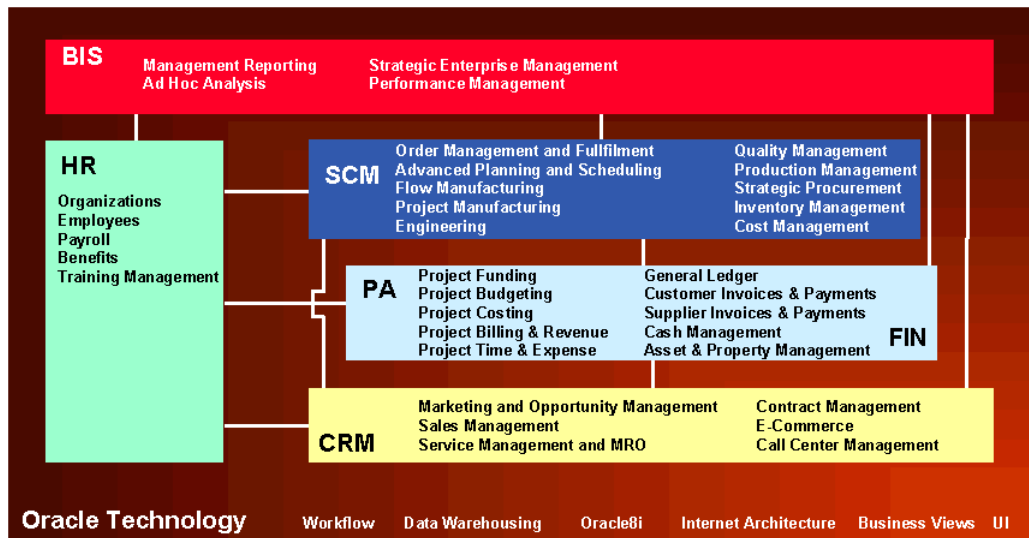 BIS
Management Reporting
Ad Hoc Analysis
Strategic Enterprise Management
Performance Management
HR
Organizations
Employees
Payroll
Benefits
Training Management
SCM
Order Management and Fullfilment
Advanced Planning and Scheduling
Flow Manufacturing
Project Manufacturing
Engineering
Quality Management
Production Management
Strategic Procurement
Inventory Management
Cost Management
PA
Project Funding
Project Budgeting
Project Costing
Project Billing & Revenue
Project Time & Expense
General Ledger
Customer Invoices & Payments
Supplier Invoices & Payments
Cash Management
Asset & Property Management
FIN
CRM
Marketing and Opportunity Management
Sales Management
Service Management and MRO
Contract Management
E-Commerce
Call Center Management
Oracle Technology
Workflow
Data Warehousing
Oracle8i
Internet Architecture
Business Views
UI